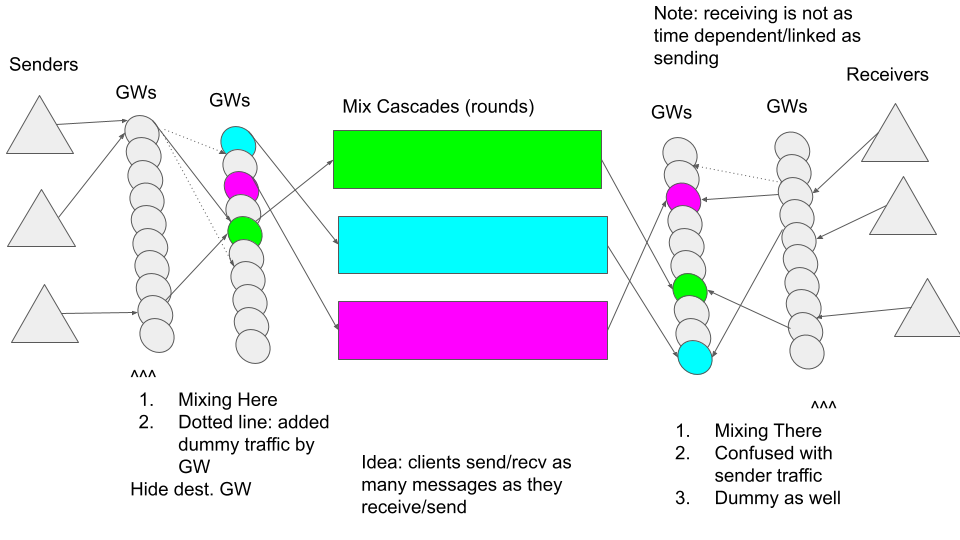 Note: receiving is not as
time dependent/linked as
sending
Senders
Receivers
GWs
GWs
Mix Cascades (rounds)
GWs
GWs
^^^
1. Mixing Here
2. Dotted line: added
dummy traffic by
GW
Hide dest. GW
Idea: clients send/recv as
many messages as they
receive/send
^^^
1. Mixing There
2. Confused with
sender traffic
3. Dummy as well